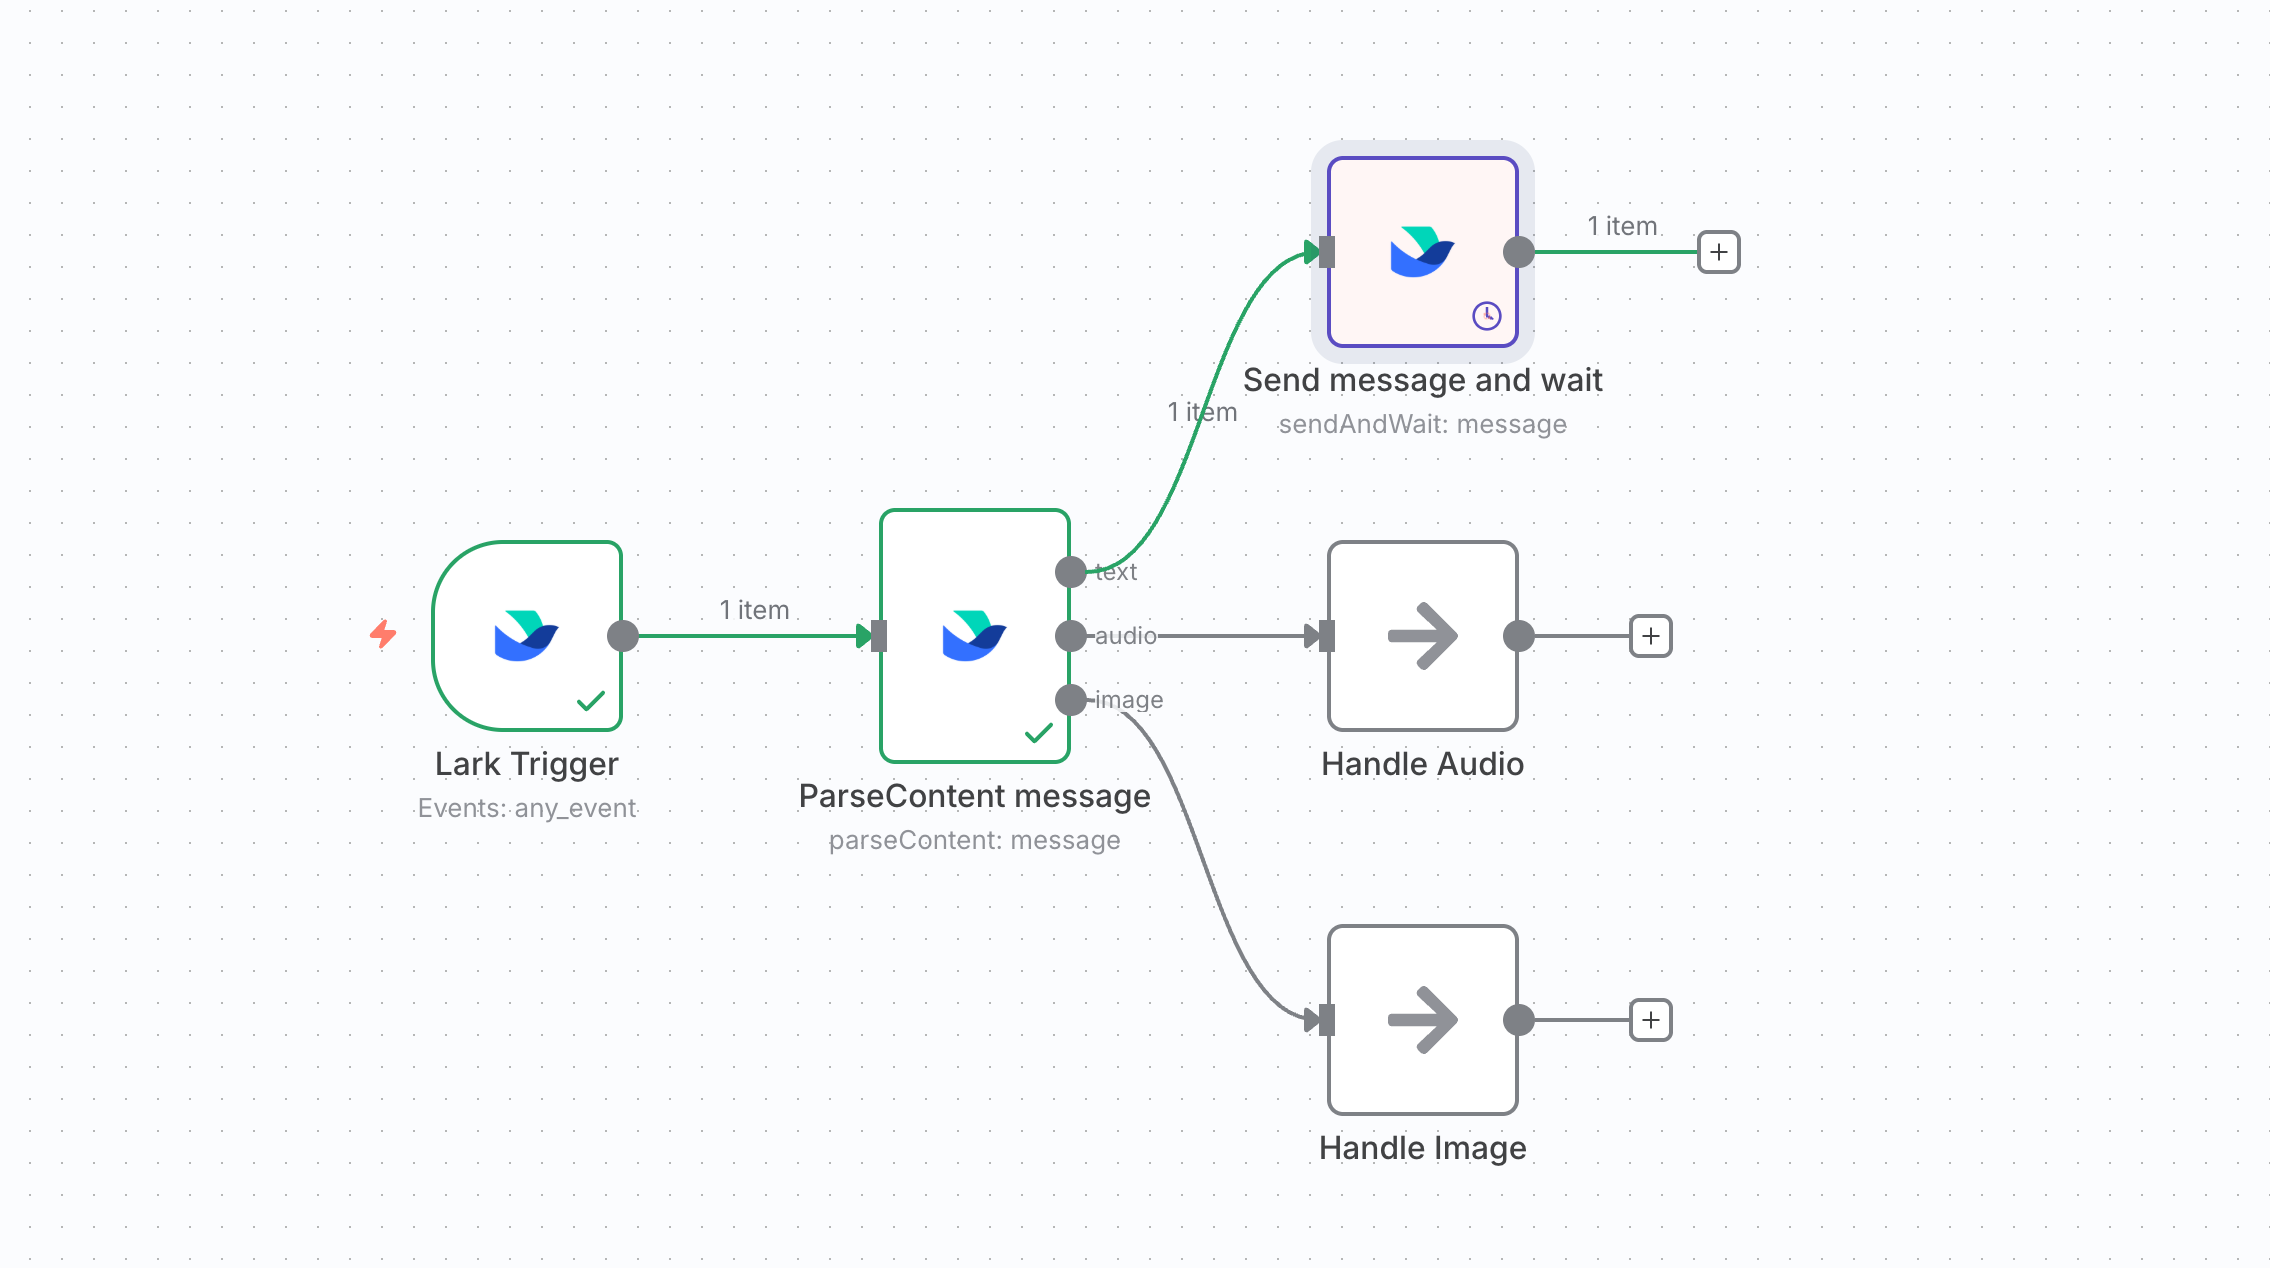 1 item
Send message and wait
sendAndWait: message
1 item
text
audio
image
1 item
Lark Trigger
Events: any_event
ParseContent message
parseContent: message
Handle Audio
Handle Image